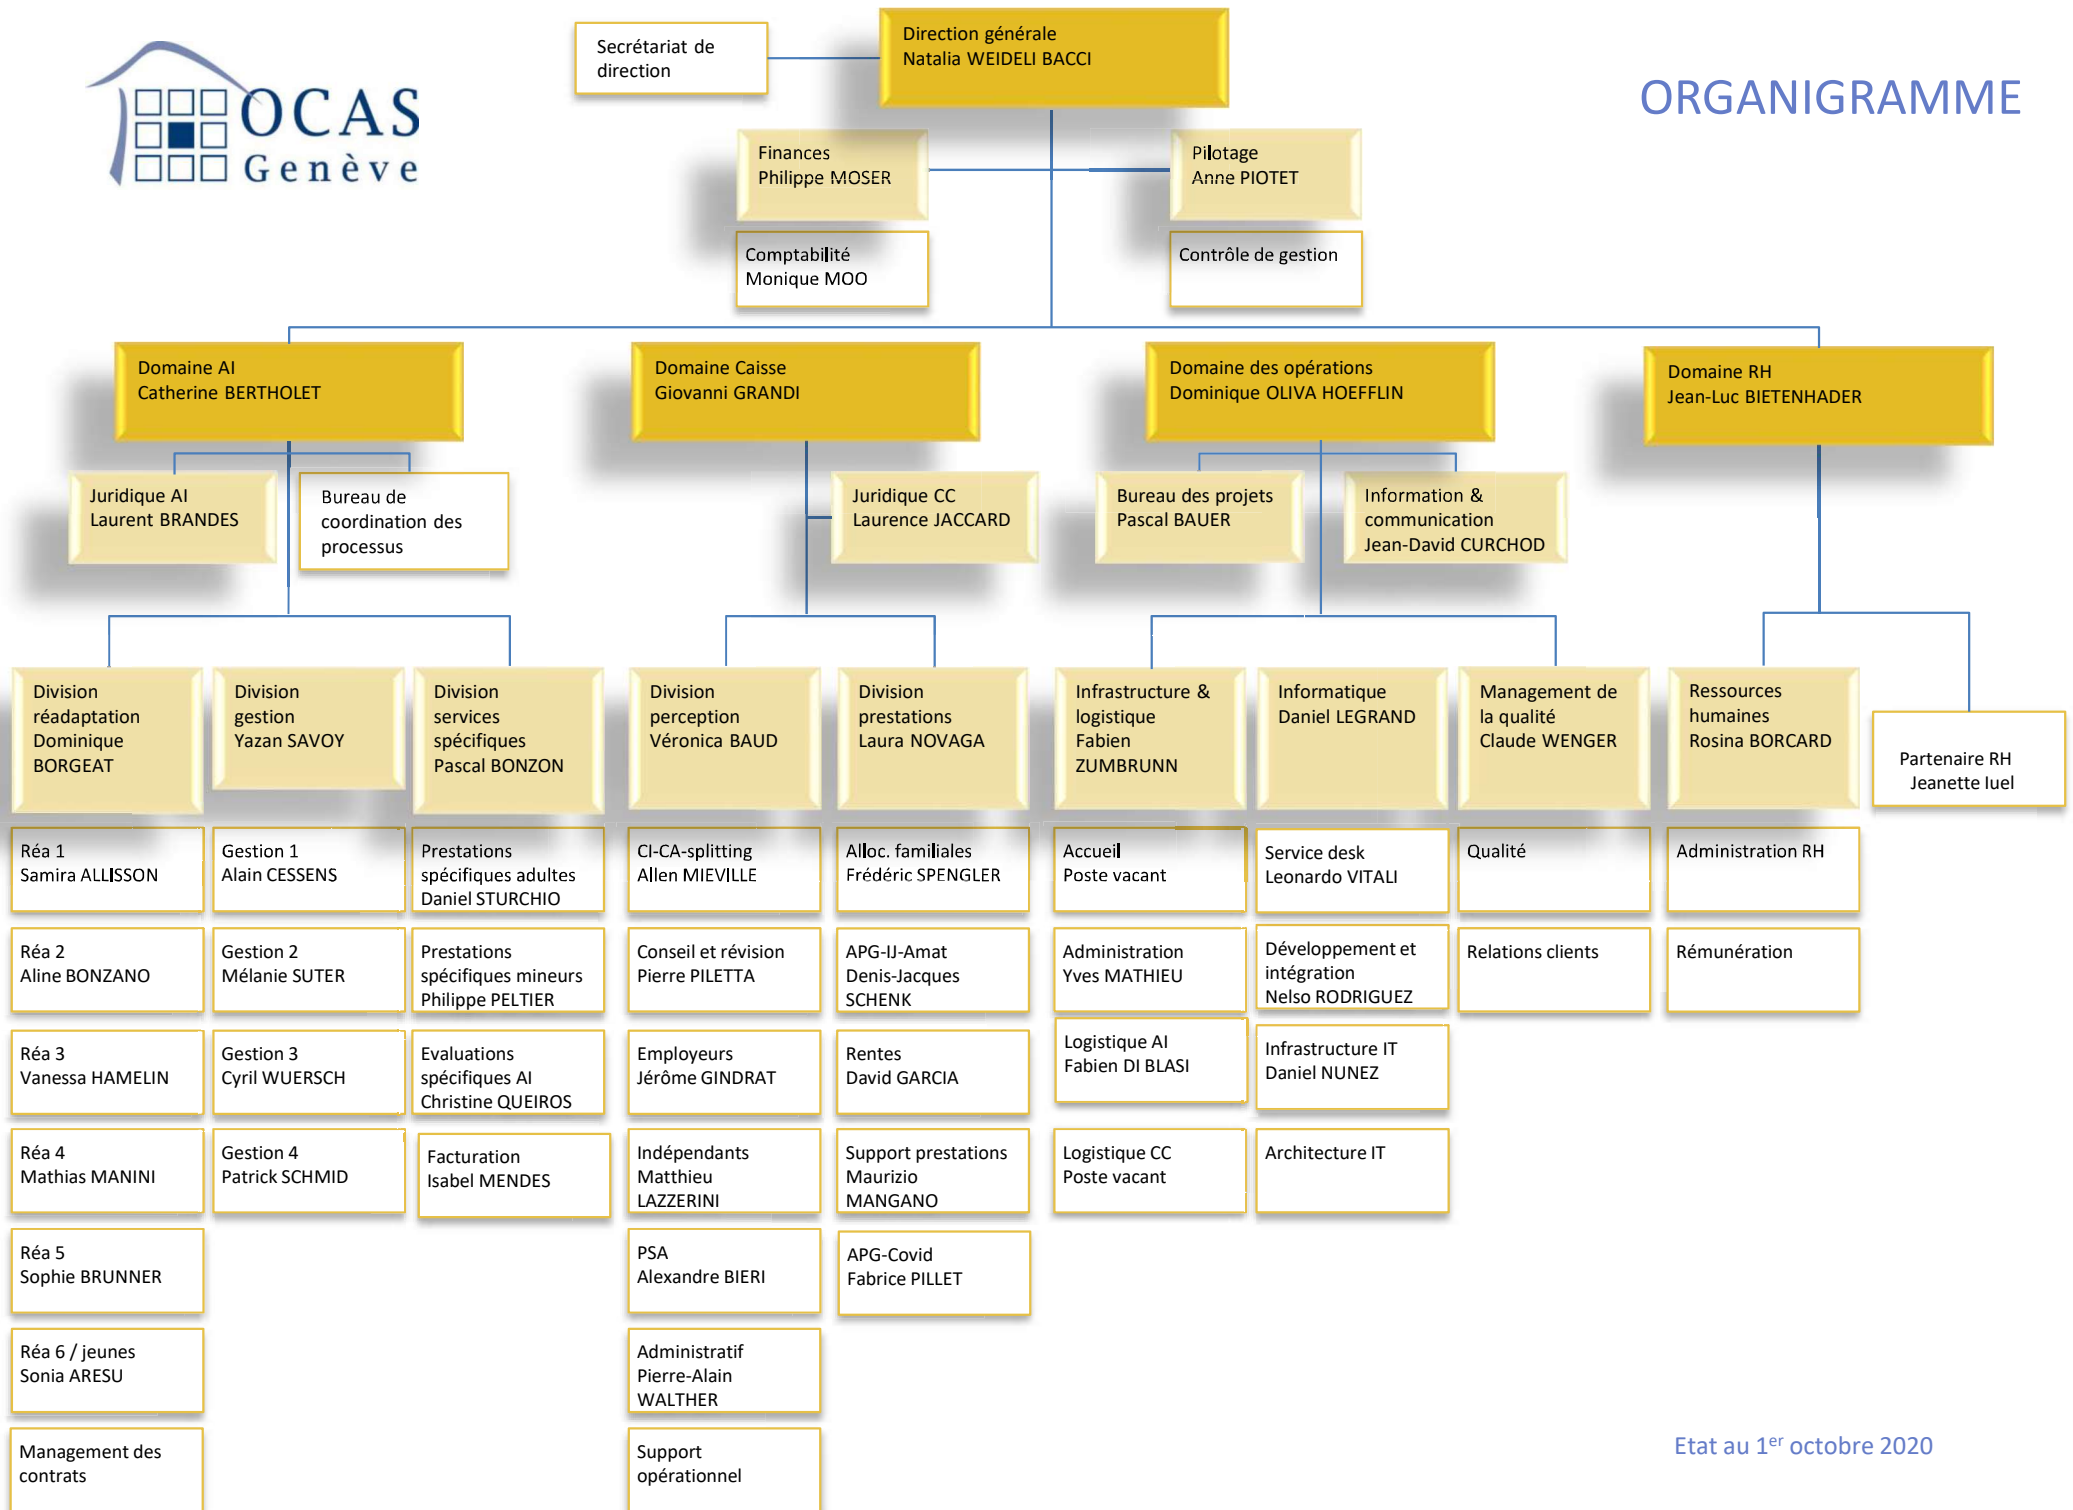 OCAS
Genève
ORGANIGRAMME
Secrétariat de
direction
Direction générale
Natalia WEIDELI BACCI
Finances
Philippe MOSER
Pilotage
Anne PIOTET
Comptabilité
Monique MOO
Contrôle de gestion
Domaine AI
Catherine BERTHOLET
Domaine Caisse
Giovanni GRANDI
Domaine des opérations
Dominique OLIVA HOEFFLIN
Domaine RH
Jean-Luc BIETENHADER
Juridique AI
Laurent BRANDES
Bureau de
coordination des
processus
Juridique CC
Laurence JACCARD
Bureau des projets
Pascal BAUER
Information &
communication
Jean-David CURCHOD
Division
réadaptation
Dominique
BORGEAT
Division
gestion
Yazan SAVOY
Division
services
spécifiques
Pascal BONZON
Division
perception
Véronica BAUD
Division
prestations
Laura NOVAGA
Infrastructure &
logistique
Fabien
ZUMBRUNN
Informatique
Daniel LEGRAND
Management de
la qualité
Claude WENGER
Ressources
humaines
Rosina BORCARD
Partenaire RH
Jeanette Iuel
Réa 1
Samira ALLISSON
Réa 2
Aline BONZANO
Réa 3
Vanessa HAMELIN
Réa 4
Mathias MANINI
Réa 5
Sophie BRUNNER
Réa 6 / jeunes
Sonia ARESU
Management des
contrats
Gestion 1
Alain CESSENS
Gestion 2
Mélanie SUTER
Gestion 3
Cyril WUERSCH
Gestion 4
Patrick SCHMID
Prestations
spécifiques adultes
Daniel STURCHIO
Prestations
spécifiques mineurs
Philippe PELTIER
Evaluations
spécifiques AI
Christine QUEIROS
Facturation
Isabel MENDES
CI-CA-splitting
Allen MIEVILLE
Conseil et révision
Pierre PILETTA
Employeurs
Jérôme GINDRAT
Indépendants
Matthieu
LAZZERINI
PSA
Alexandre BIERI
Administratif
Pierre-Alain
WALTHER
Support
opérationnel
Alloc. familiales
Frédéric SPENGLER
APG-IJ-Amat
Denis-Jacques
SCHENK
Rentes
David GARCIA
Support prestations
Maurizio
MANGANO
APG-Covid
Fabrice PILLET
Accueil
Poste vacant
Administration
Yves MATHIEU
Logistique AI
Fabien DI BLASI
Logistique CC
Poste vacant
Service desk
Leonardo VITALI
Développement et
intégration
Nelso RODRIGUEZ
Infrastructure IT
Daniel NUNEZ
Architecture IT
Qualité
Relations clients
Administration RH
Rémunération
Etat au 1er octobre 2020